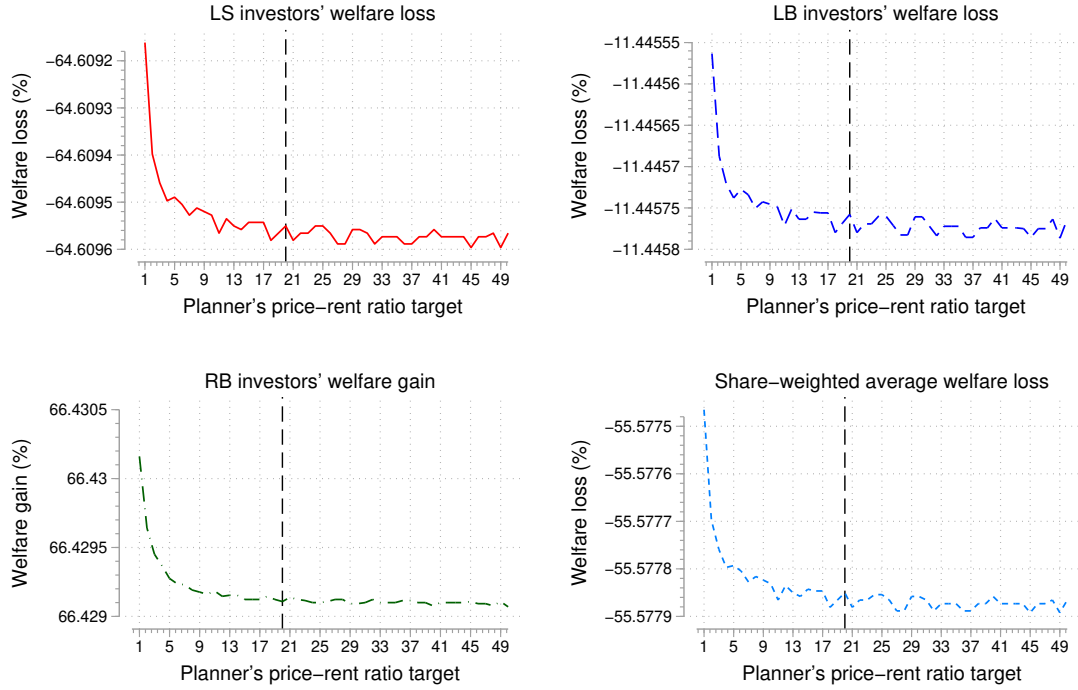 LS investors’ welfare loss
Welfare loss (%)
−64.6092
−64.6093
−64.6094
−64.6095
−64.6096
1 5 9 13 17 21 25 29 33 37 41 45 49
Planner’s price−rent ratio target
LB investors’ welfare loss
Welfare loss (%)
−11.44555
−11.4456
−11.44565
−11.4457
−11.44575
−11.4458
1 5 9 13 17 21 25 29 33 37 41 45 49
Planner’s price−rent ratio target
RB investors’ welfare gain
Welfare gain (%)
66.4305
66.43
66.4295
66.429
1 5 9 13 17 21 25 29 33 37 41 45 49
Planner’s price−rent ratio target
Share−weighted average welfare loss
Welfare loss (%)
−55.5775
−55.5776
−55.5777
−55.5778
−55.5779
1 5 9 13 17 21 25 29 33 37 41 45 49
Planner’s price−rent ratio target